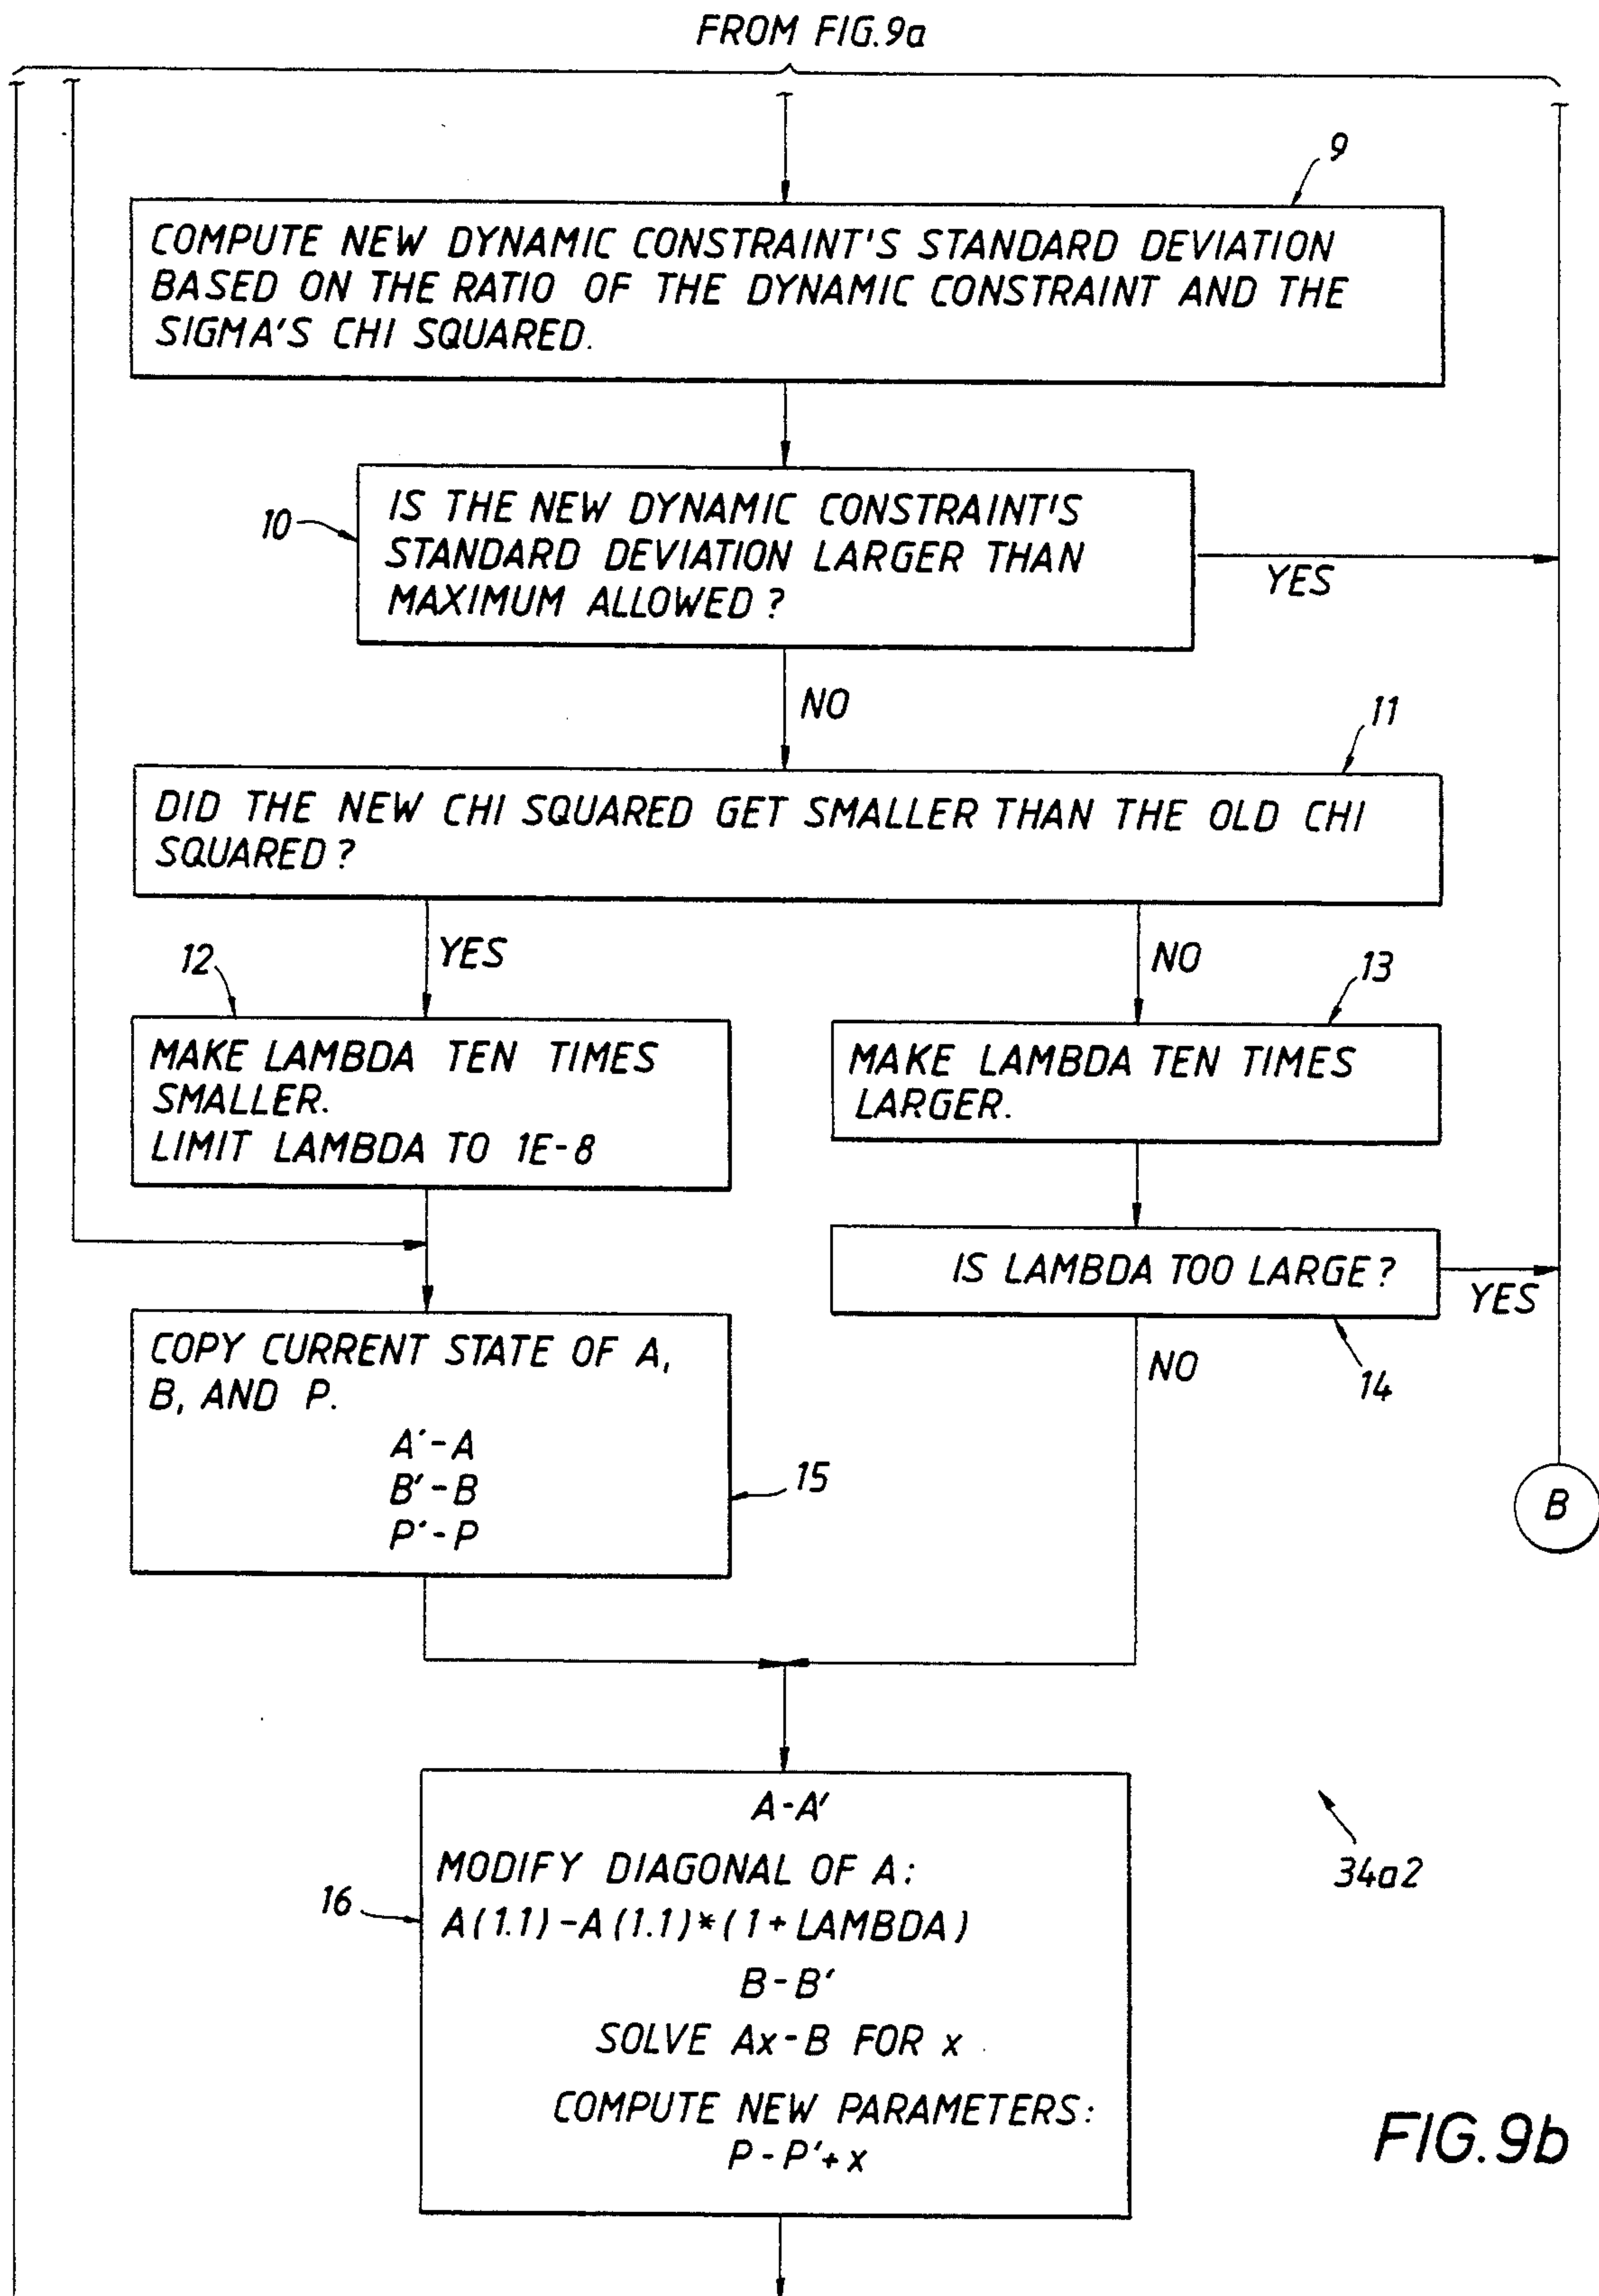 FROM FIG.9a
9
COMPUTE NEW DYNAMIC CONSTRAINT'S STANDARD DEVIATION
BASED ON THE RATIO OF THE DYNAMIC CONSTRAINT AND THE
SIGMA'S CHI SQUARED.
10
IS THE NEW DYNAMIC CONSTRAINT'S
STANDARD DEVIATION LARGER THAN
MAXIMUM ALLOWED?
YES
NO
11
DID THE NEW CHI SQUARED GET SMALLER THAN THE OLD CHI
SQUARED?
YES
NO
12
13
MAKE LAMBDA TEN TIMES
SMALLER.
LIMIT LAMBDA TO 1E-8
MAKE LAMBDA TEN TIMES
LARGER.
IS LAMBDA TOO LARGE?
YES
NO
14
COPY CURRENT STATE OF A,
B, AND P.
A'-A
B'-B
P'-P
15
B
A-A'
MODIFY DIAGONAL OF A:
A(1.1)-A(1.1)*(1+LAMBDA)
B-B'
SOLVE Ax-B FOR x
COMPUTE NEW PARAMETERS:
P-P'+x
16
34a2
FIG.9b